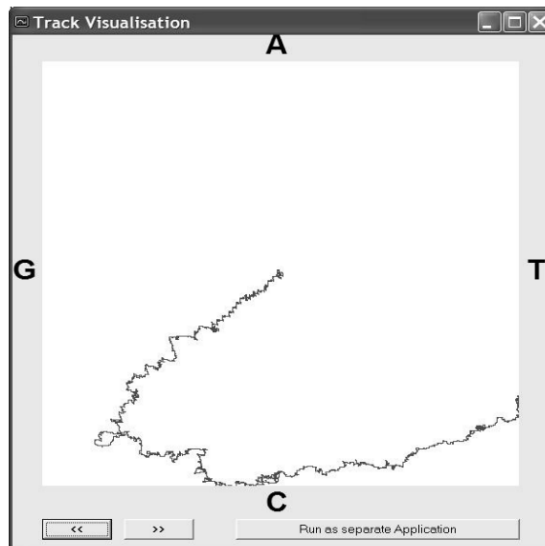 Track Visualisation
A
G
T
C
<<
>>
Run as separate Application